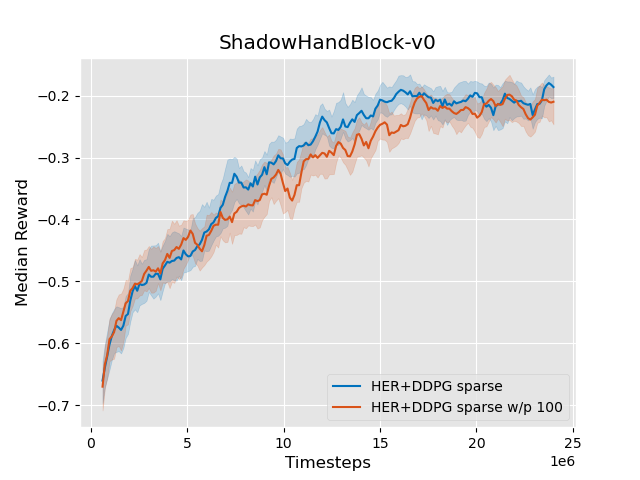 ShadowHandBlock-v0
Median Reward
−0.2
−0.3
−0.4
−0.5
−0.6
−0.7
HER+DDPG sparse
HER+DDPG sparse w/p 100
0 5 10 15 20 25
Timesteps
1e6